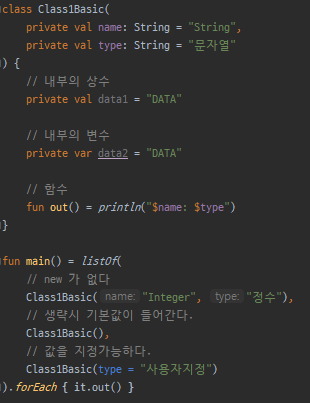 class Class1Basic(
    private val name: String = "String",
    private val type: String = "문자열"
) {
    // 내부의 상수
    private val data1 = "DATA"
    // 내부의 변수
    private var data2 = "DATA"
    // 함수
    fun out() = println("$name: $type")
}
fun main() = listOf(
    // new 가 없다
    Class1Basic( name: "Integer", type: "정수"),
    // 생략시 기본값이 들어간다.
    Class1Basic(),
    // 값을 지정가능하다.
    Class1Basic(type = "사용자지정")
).forEach { it.out() }